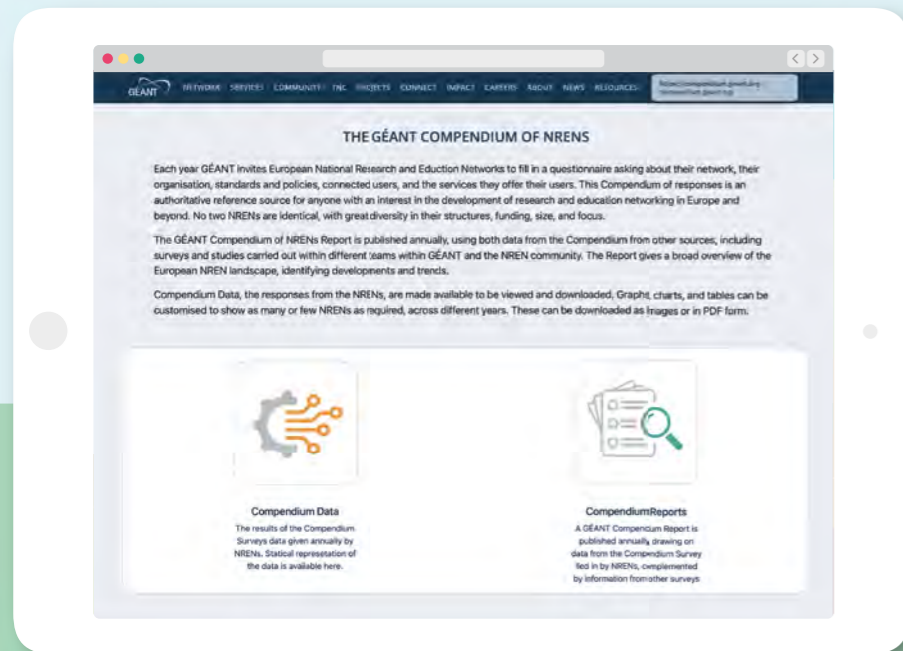 GÉANT NETWORK SERVICES COMMUNITY TNC PROJECTS CONNECT IMPACT CAREERS ABOUT NEWS RESOURCES
THE GÉANT COMPENDIUM OF NRENS
Each year GÉANT invites European National Research and Eduction Networks to fill in a questionnaire asking about their network, their
organisation, standards and policies, connected users, and the services they offer their users. This Compendium of responses is an
authoritative reference source for anyone with an interest in the development of research and education networking in Europe and
beyond. No two NRENs are identical, with great diversity in their structures, funding, size, and focus.
The GÉANT Compendium of NRENs Report is published annually, using both data from the Compendium from other sources, including
surveys and studies carried out within different teams within GÉANT and the NREN community. The Report gives a broad overview of the
European NREN landscape, identifying developments and trends.
Compendium Data, the responses from the NRENs, are made available to be viewed and downloaded. Graphs, charts, and tables can be
customised to show as many or few NRENs as required, across different years. These can be downloaded as images or in PDF form.
Compendium Data
The results of the Compendium
Surveys data given annually by
NRENs. Statical represetation of
the data is available here.
CompendiumReports
A GÉANT Compendium Report is
published annually, drawing on
data from the Compendium Survey
lled in by NRENs, complemented
by information from other surveys